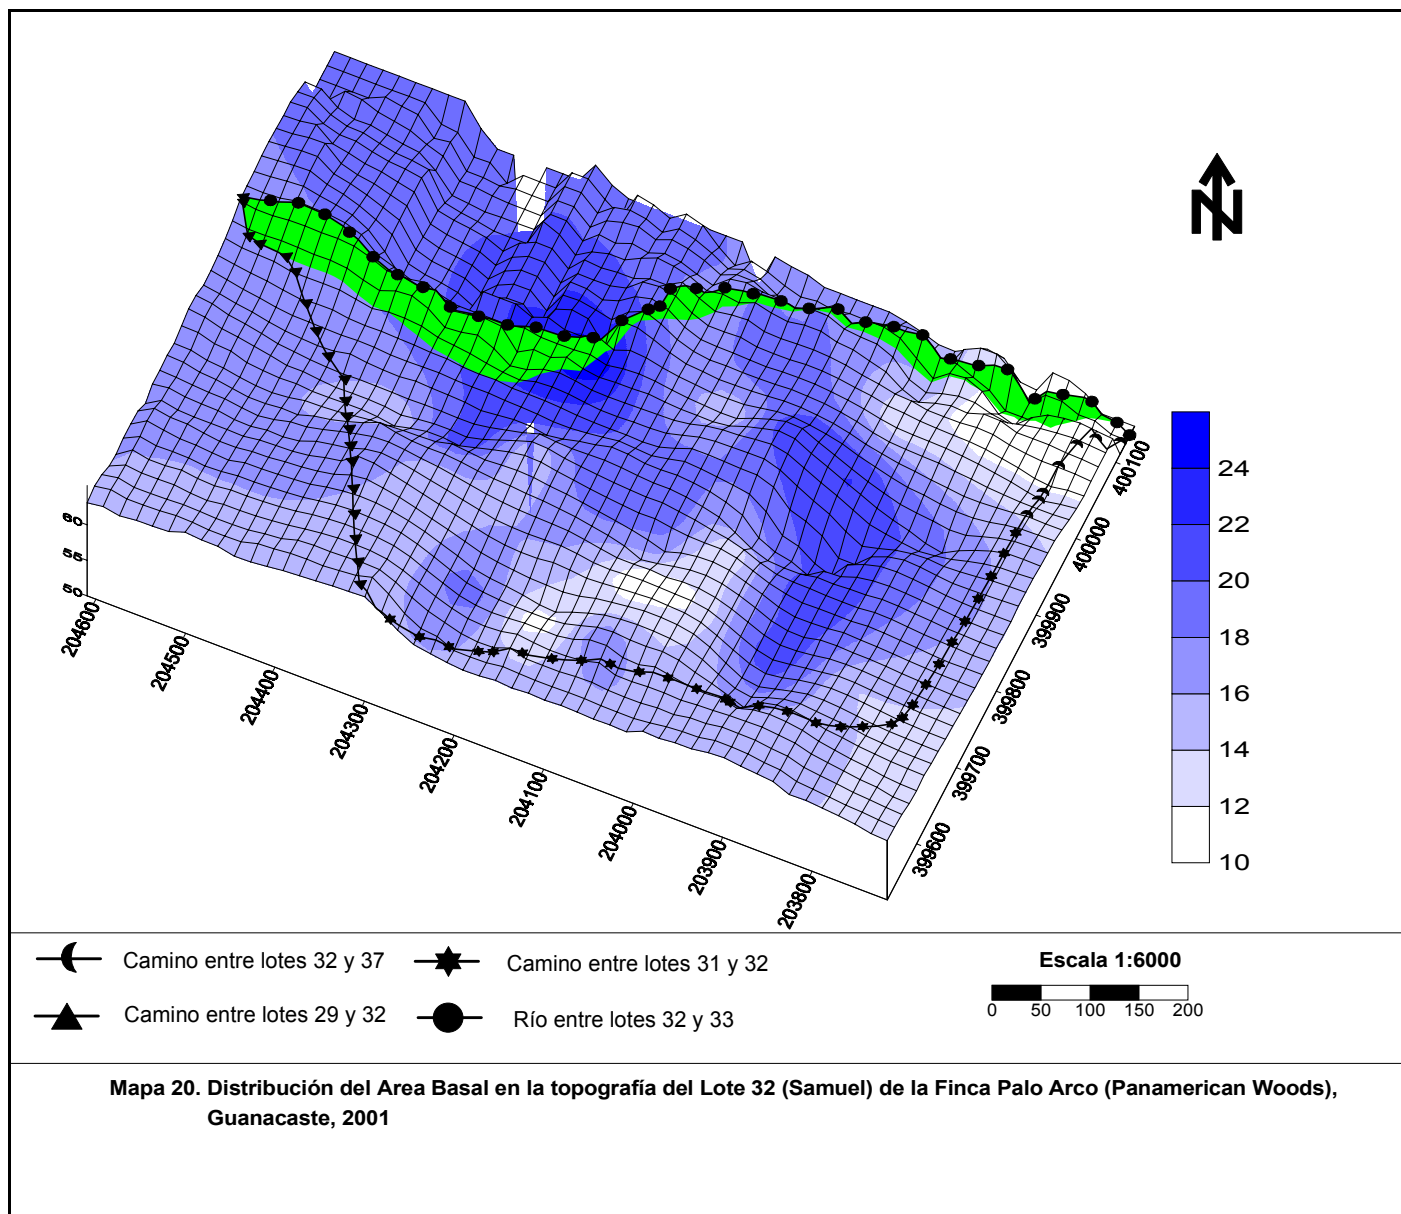 N
60
55
50
204600
204500
204400
204300
204200
204100
204000
203900
203800
399600
399700
399800
399900
400000
400100
24
22
20
18
16
14
12
10
Camino entre lotes 32 y 37
Camino entre lotes 31 y 32
Camino entre lotes 29 y 32
Río entre lotes 32 y 33
Escala 1:6000
0 50 100 150 200
Mapa 20. Distribución del Area Basal en la topografía del Lote 32 (Samuel) de la Finca Palo Arco (Panamerican Woods),
Guanacaste, 2001